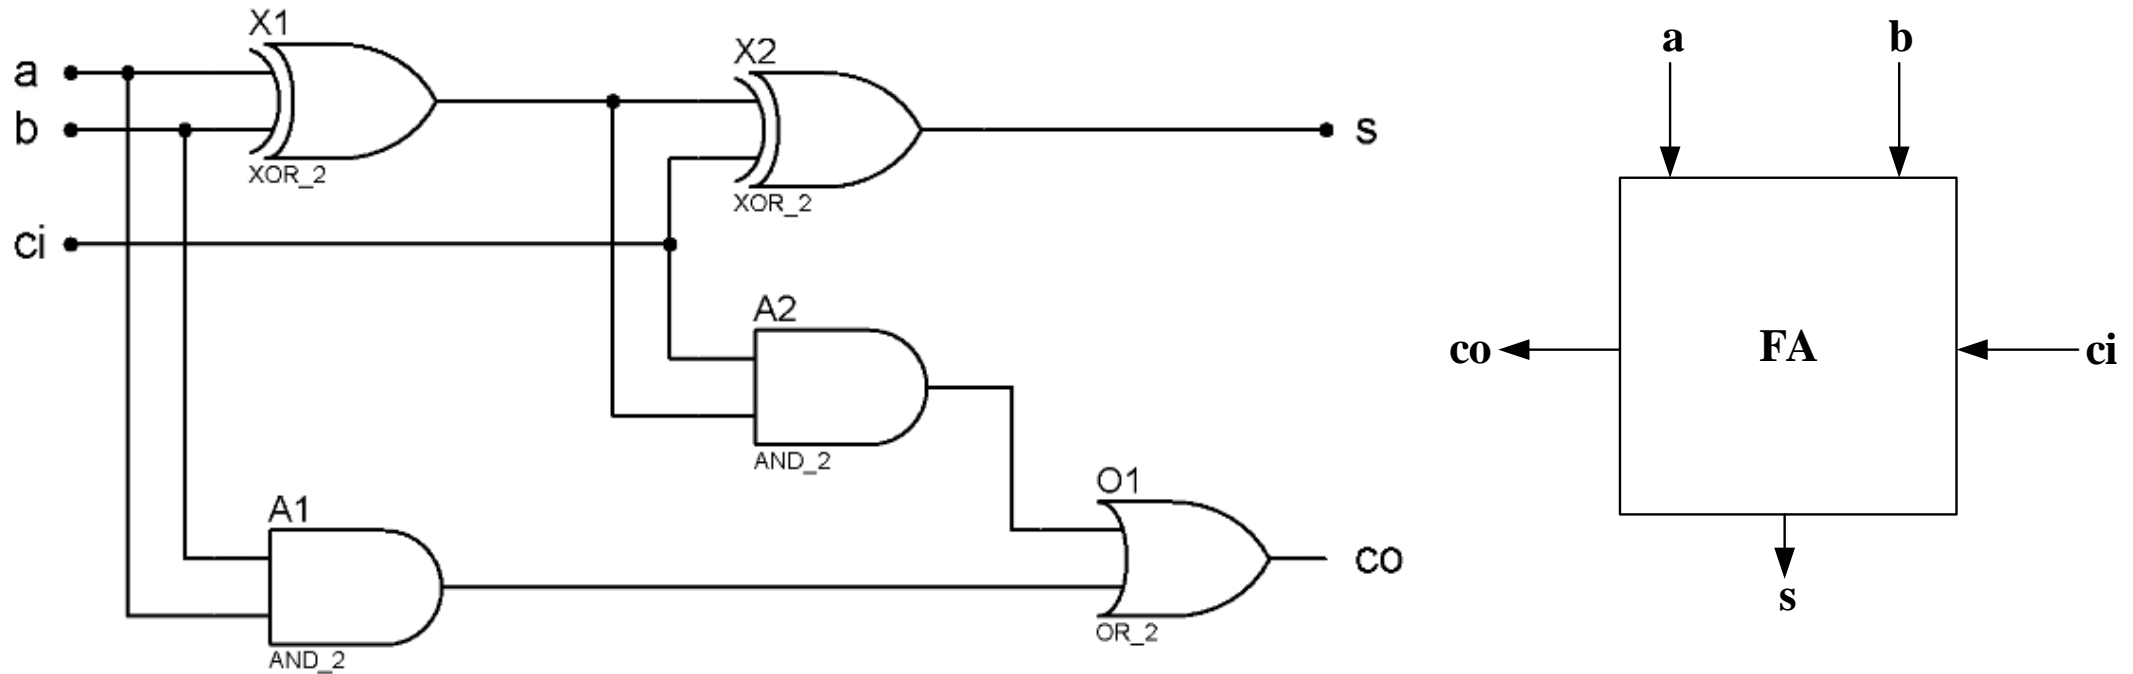 X1
a
b
XOR_2
X2
s
XOR_2
ci
A2
AND_2
A1
AND_2
O1
co
OR_2
a
b
co
FA
ci
s